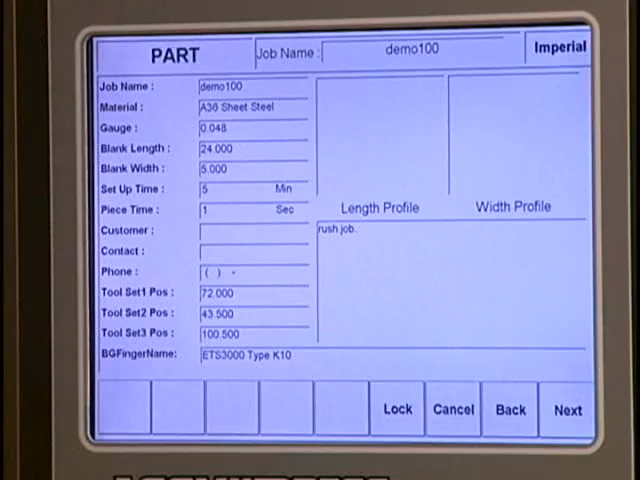 PART Job Name : demo100 Imperial
Job Name : demo100
Material : A36 Sheet Steel
Gauge : 0.048
Blank Length : 24.000
Blank Width : 5.000
Set Up Time : 5 Min
Piece Time : 1 Sec
Length Profile Width Profile
Customer :
rush job.
Contact :
Phone : ( ) -
Tool Set1 Pos : 72.000
Tool Set2 Pos : 43.500
Tool Set3 Pos : 100.500
BGFingerName: ETS3000 Type K10
Lock Cancel Back Next